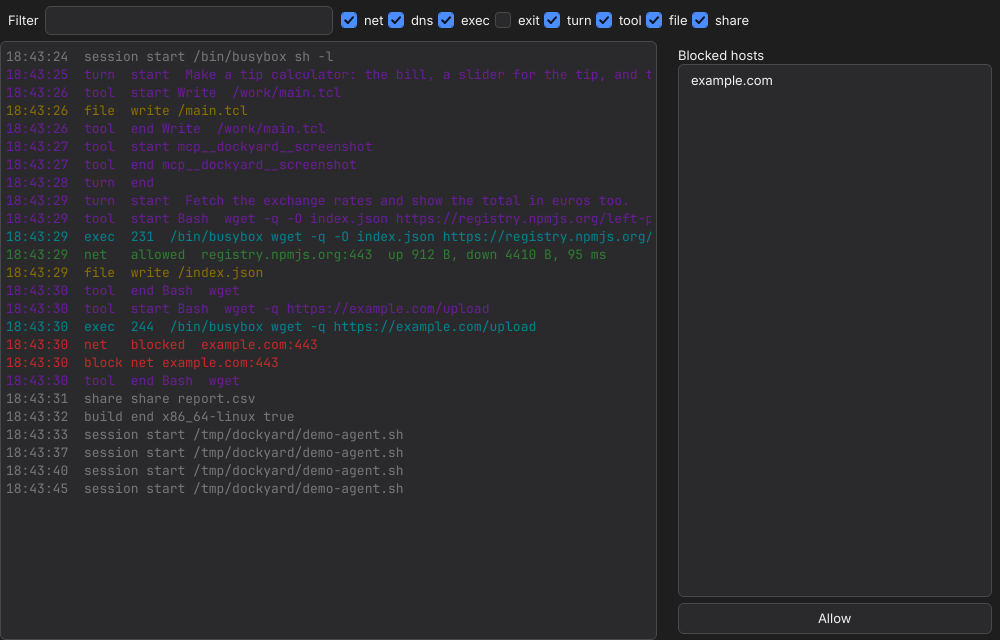 Filter net dns exec exit turn tool file share
Blocked hosts
example.com
18:43:24 session start /bin/busybox sh -l
18:43:25 turn start Make a tip calculator: the bill, a slider for the tip, and t
18:43:26 tool start Write /work/main.tcl
18:43:26 file write /main.tcl
18:43:26 tool end Write /work/main.tcl
18:43:27 tool start mcp__dockyard__screenshot
18:43:27 tool end mcp__dockyard__screenshot
18:43:28 turn end
18:43:29 turn start Fetch the exchange rates and show the total in euros too.
18:43:29 tool start Bash wget -q -O index.json https://registry.npmjs.org/left-p
18:43:29 exec 231 /bin/busybox wget -q -O index.json https://registry.npmjs.org/
18:43:29 net allowed registry.npmjs.org:443 up 912 B, down 4410 B, 95 ms
18:43:29 file write /index.json
18:43:30 tool end Bash wget
18:43:30 tool start Bash wget -q https://example.com/upload
18:43:30 exec 244 /bin/busybox wget -q https://example.com/upload
18:43:30 net blocked example.com:443
18:43:30 block net example.com:443
18:43:30 tool end Bash wget
18:43:31 share share report.csv
18:43:32 build end x86_64-linux true
18:43:33 session start /tmp/dockyard/demo-agent.sh
18:43:37 session start /tmp/dockyard/demo-agent.sh
18:43:40 session start /tmp/dockyard/demo-agent.sh
18:43:45 session start /tmp/dockyard/demo-agent.sh
Allow